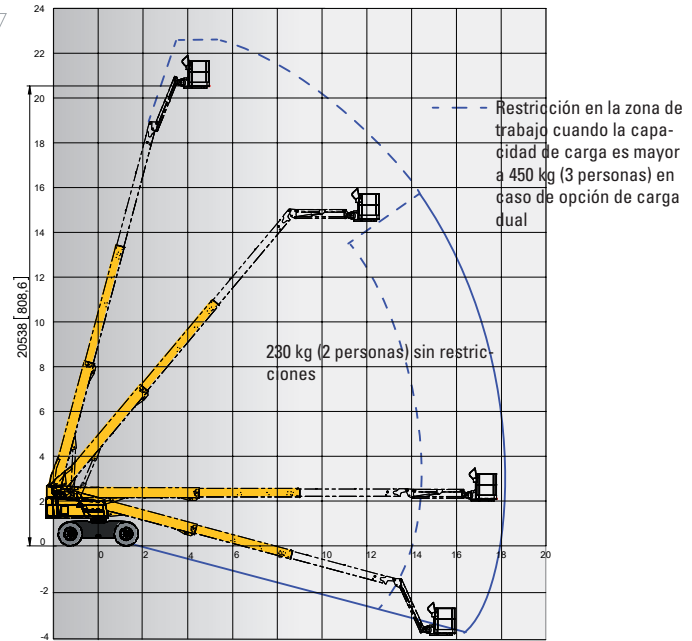 7
24
22
20
18
16
14
12
10
8
6
4
2
0
-2
-4
20538 [ 808,6]
Restricción en la zona de
trabajo cuando la capa-
cidad de carga es mayor
a 450 kg (3 personas) en
caso de opción de carga
dual
230 kg (2 personas) sin restric-
ciones
0 2 4 6 8 10 12 14 16 18 20